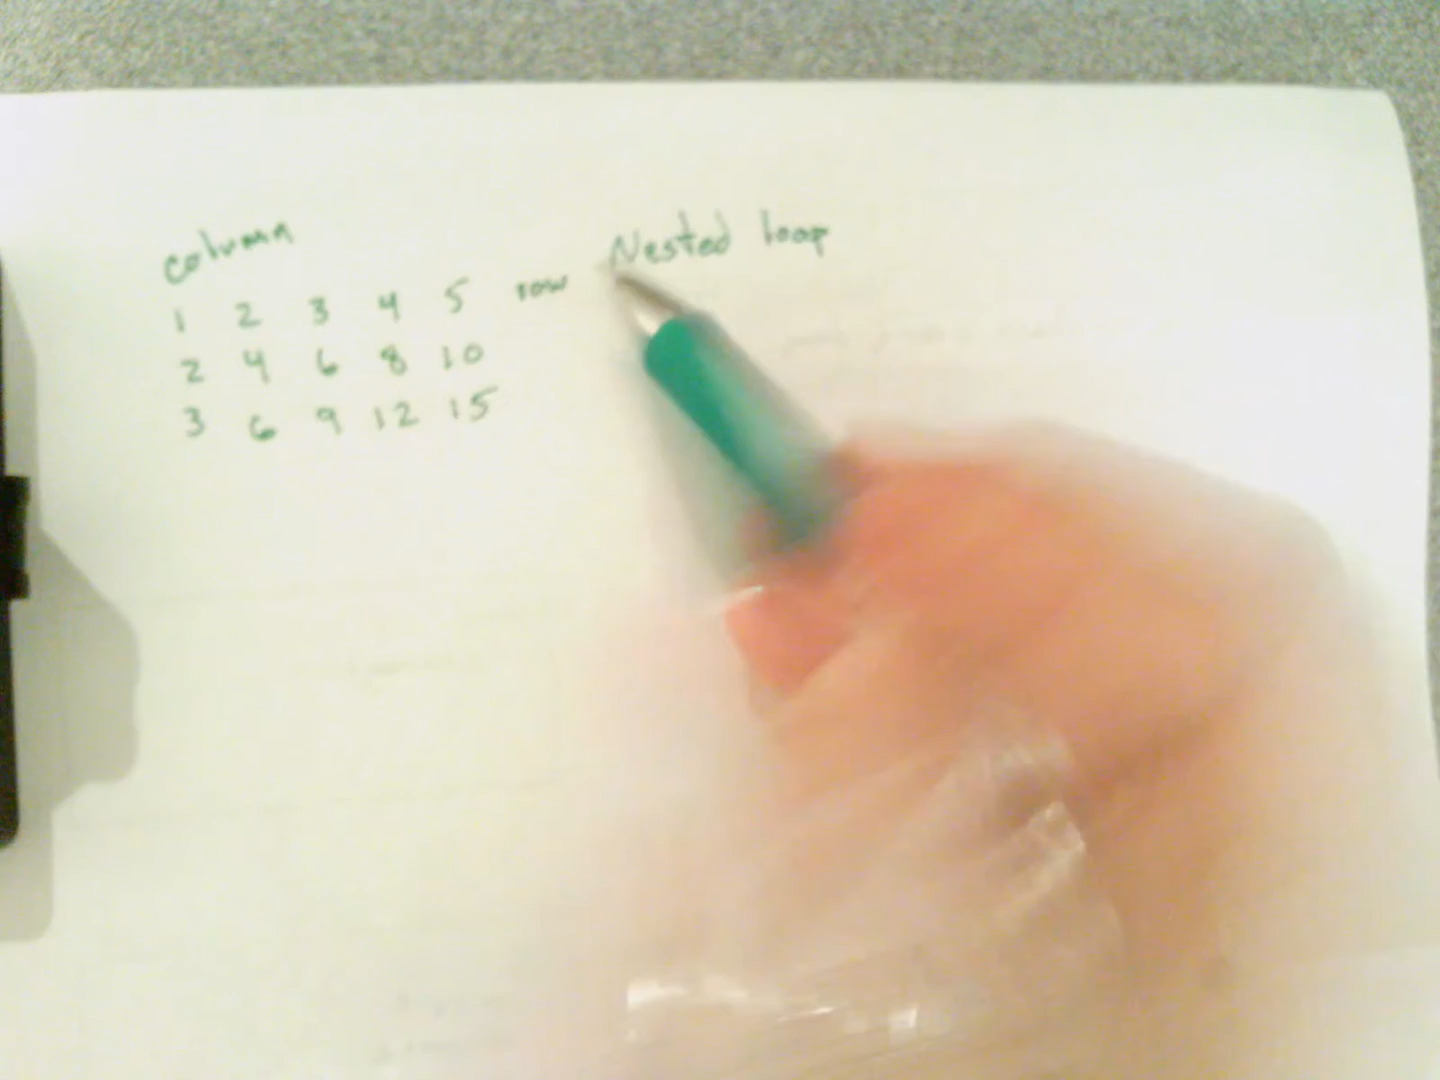 column
Nested loop
1 2 3 4 5 row
2 4 6 8 10
3 6 9 12 15